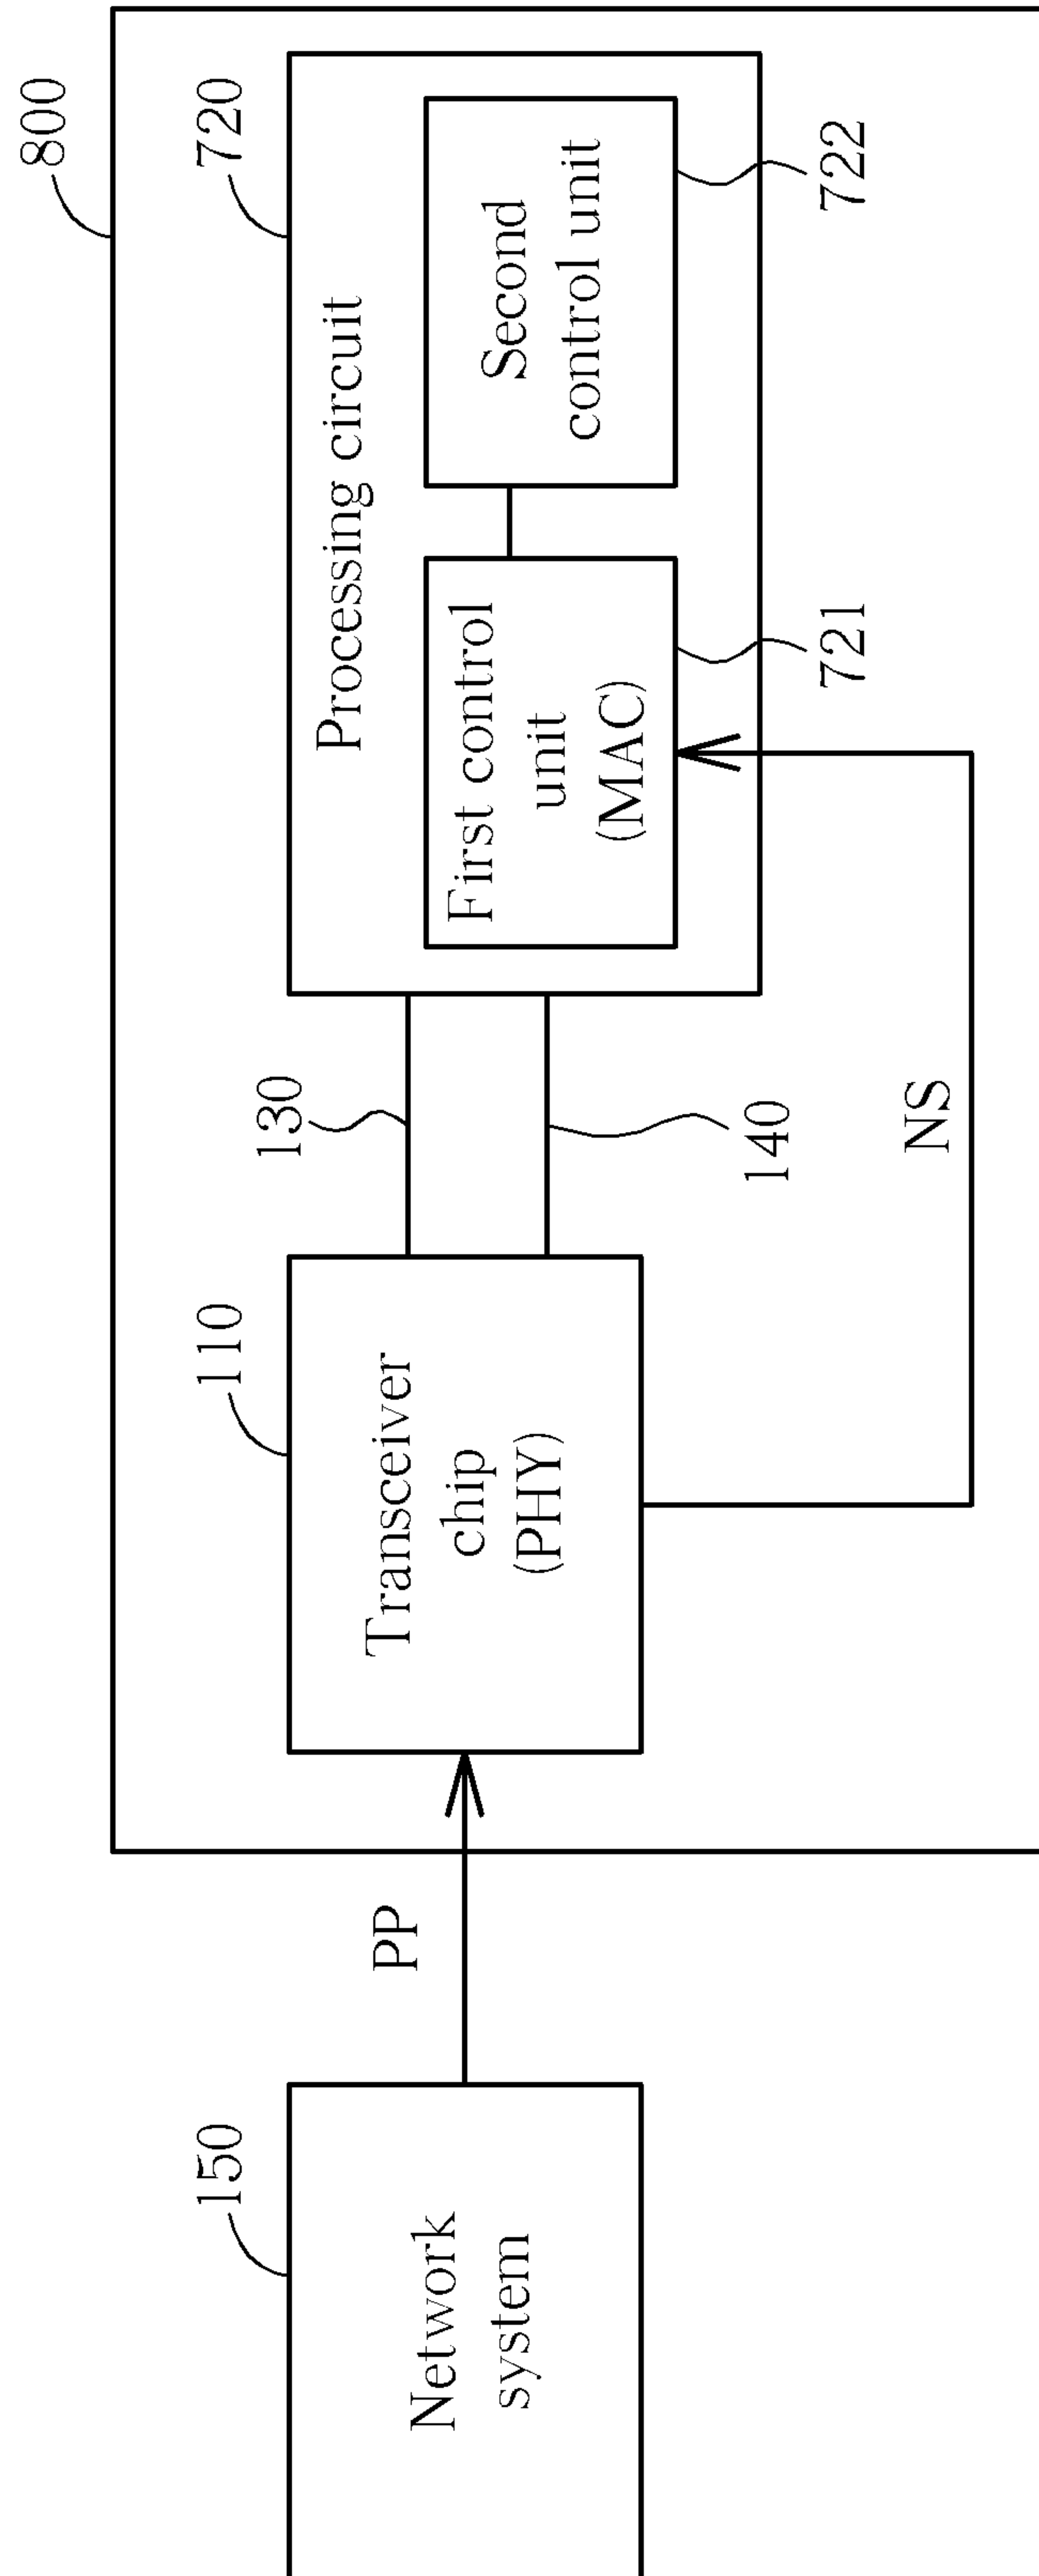 800
150
Network
system
PP
110
Transceiver
chip
(PHY)
130
140
NS
720
Processing circuit
First control
unit
(MAC)
721
Second
control unit
722